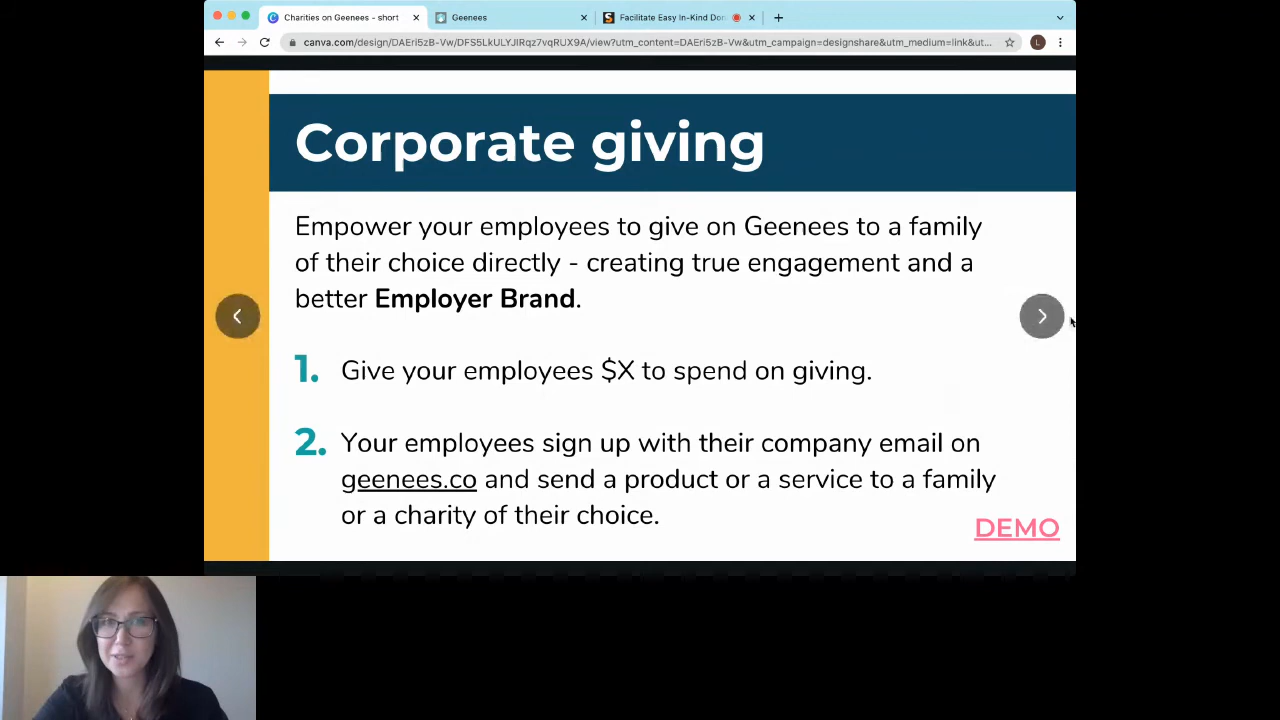 Charities on Geenees - short
Geenees
Facilitate Easy In-Kind Don
canva.com/design/DAEri5zB-Vw/DFS5LkULYJIRqz7vqRUX9A/view?utm_content=DAEri5zB-Vw&utm_campaign=designshare&utm_medium=link&ut...
L
Corporate giving
Empower your employees to give on Geenees to a family
of their choice directly - creating true engagement and a
better Employer Brand.
1. Give your employees $X to spend on giving.
2. Your employees sign up with their company email on
geenees.co and send a product or a service to a family
or a charity of their choice.
DEMO